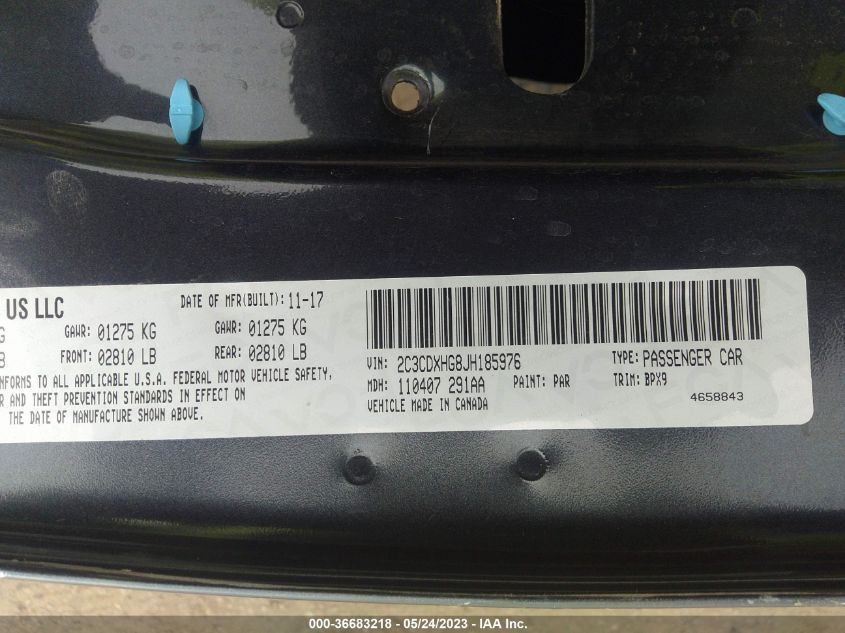 US LLC
DATE OF MFR(BUILT): 11-17
G GAWR: 01275 KG GAWR: 01275 KG
B FRONT: 02810 LB REAR: 02810 LB
NFORMS TO ALL APPLICABLE U.S.A. FEDERAL MOTOR VEHICLE SAFETY,
R AND THEFT PREVENTION STANDARDS IN EFFECT ON
THE DATE OF MANUFACTURE SHOWN ABOVE.
VIN: 2C3CDXHG8JH185976 TYPE: PASSENGER CAR
MDH: 110407 291AA PAINT: PAR TRIM: BPX9
VEHICLE MADE IN CANADA
4658843
000-36683218 - 05/24/2023 - IAA Inc.